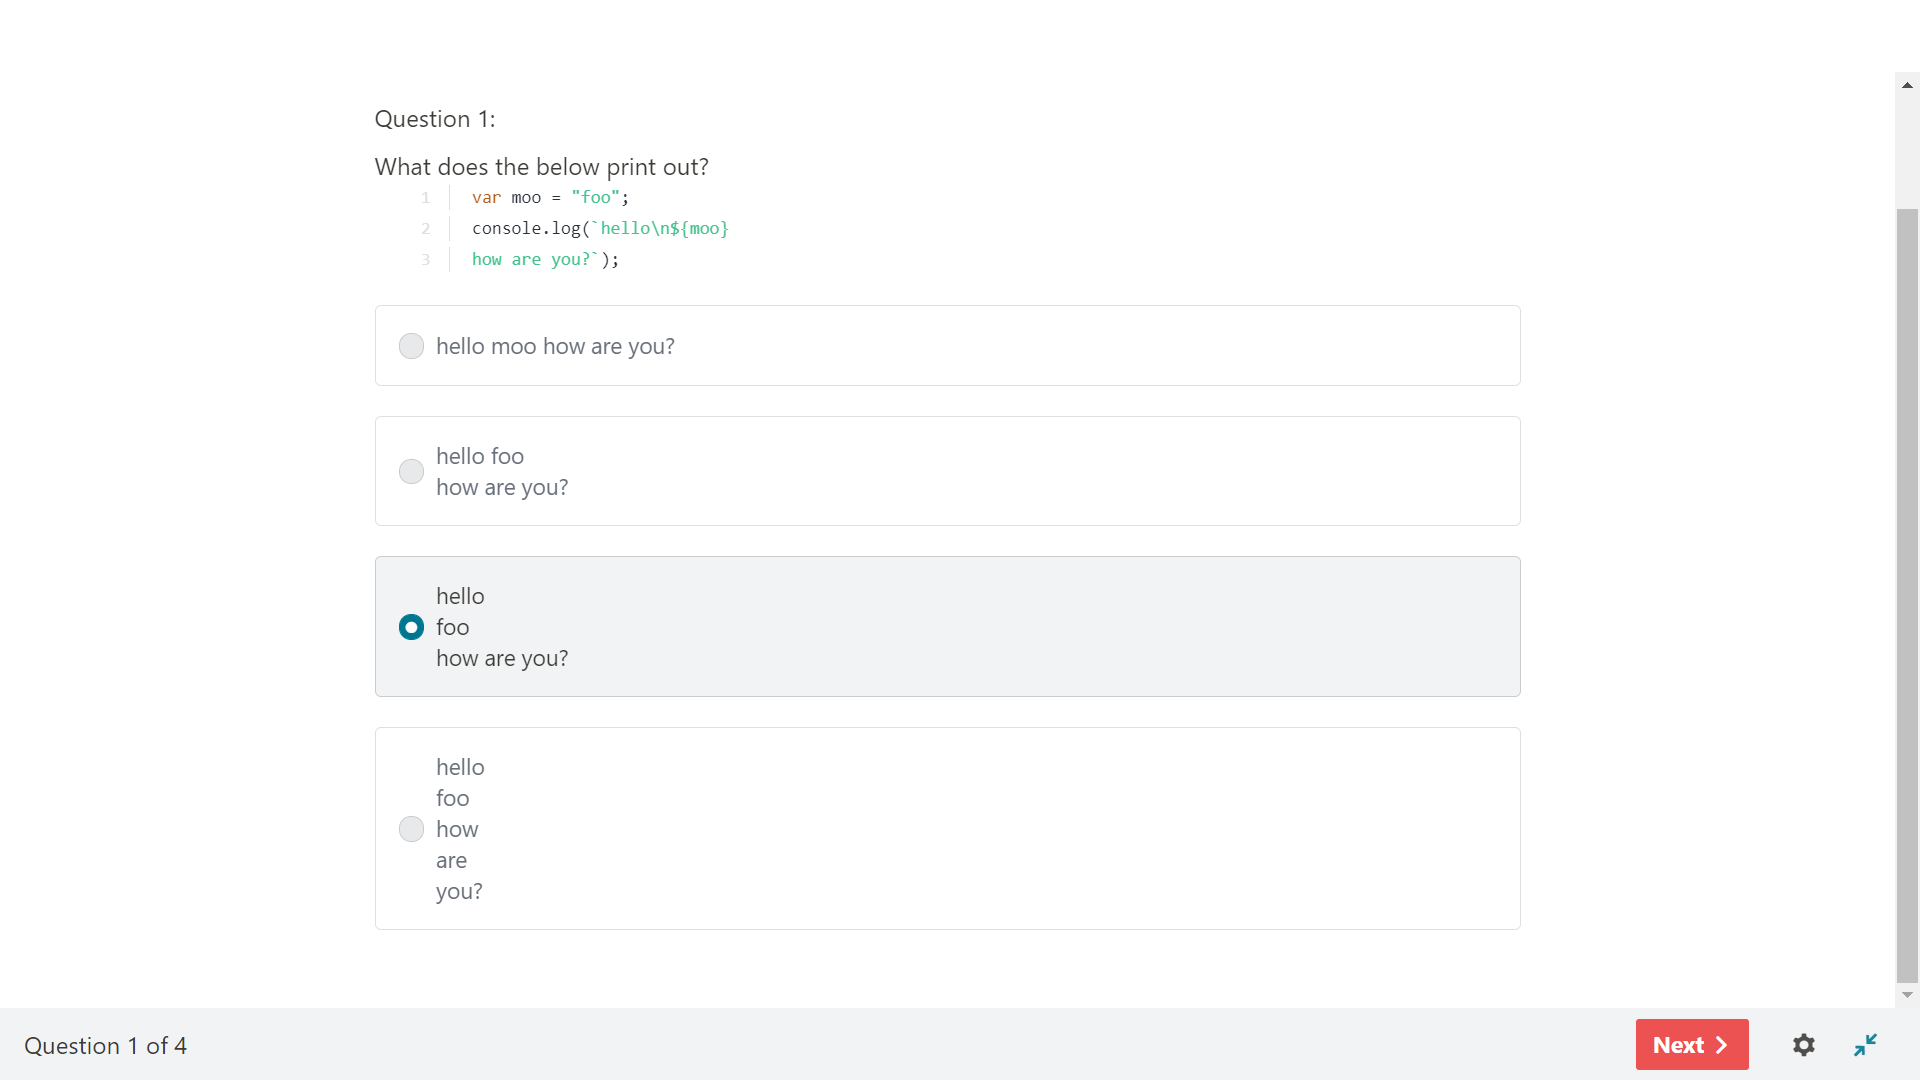 Question 1:
What does the below print out?
1 var moo = "foo";
2 console.log(`hello\n${moo}
3 how are you?`);
hello moo how are you?
hello foo
how are you?
hello
foo
how are you?
hello
foo
how
are
you?
Question 1 of 4
Next